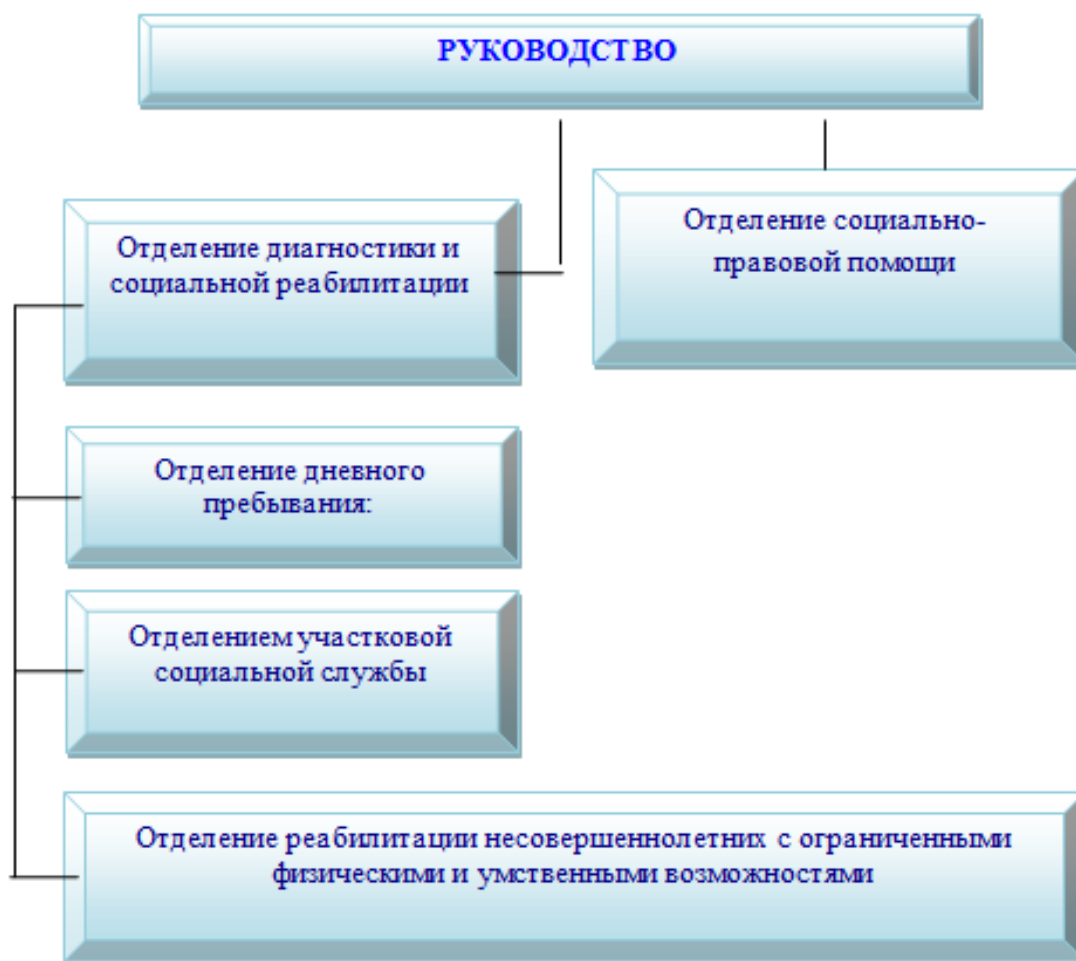 РУКОВОДСТВО
Отделение диагностики и
социальной реабилитации
Отделение социально-
правовой помощи
Отделение дневного
пребывания:
Отделением участковой
социальной службы
Отделение реабилитации несовершеннолетних с ограниченными
физическими и умственными возможностями